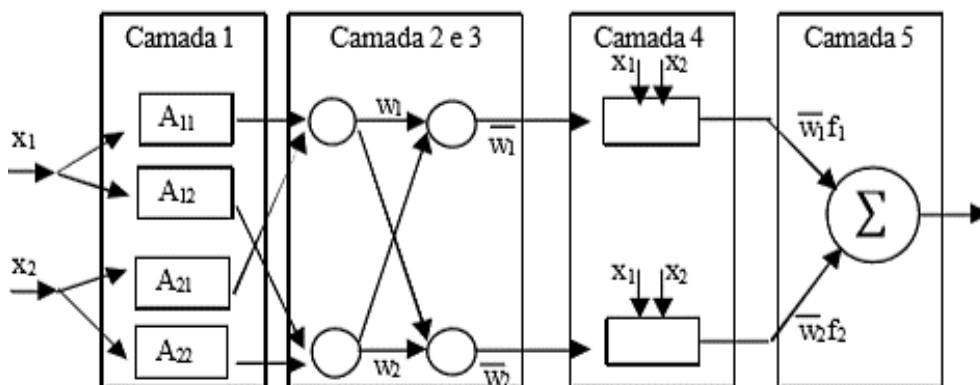 Camada 1
Camada 2 e 3
Camada 4
Camada 5
x₁ x₂
A₁₁
w₁
w̅₁
w̅₁f₁
x₁
A₁₂
Σ
x₂
A₂₁
x₁ x₂
A₂₂
w₂
w̅₂
w̅₂f₂